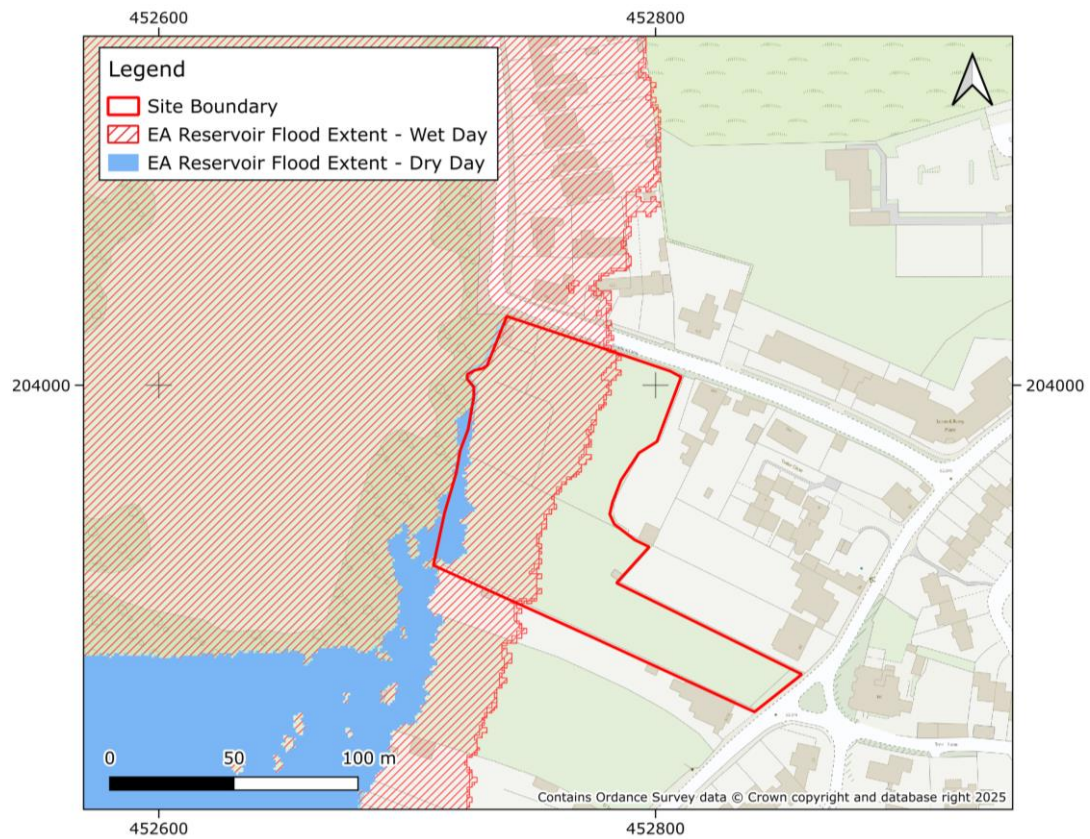 452600
452800
Legend
Site Boundary
EA Reservoir Flood Extent - Wet Day
EA Reservoir Flood Extent - Dry Day
204000
204000
0 50 100 m
Contains Ordance Survey data © Crown copyright and database right 2025
452600
452800